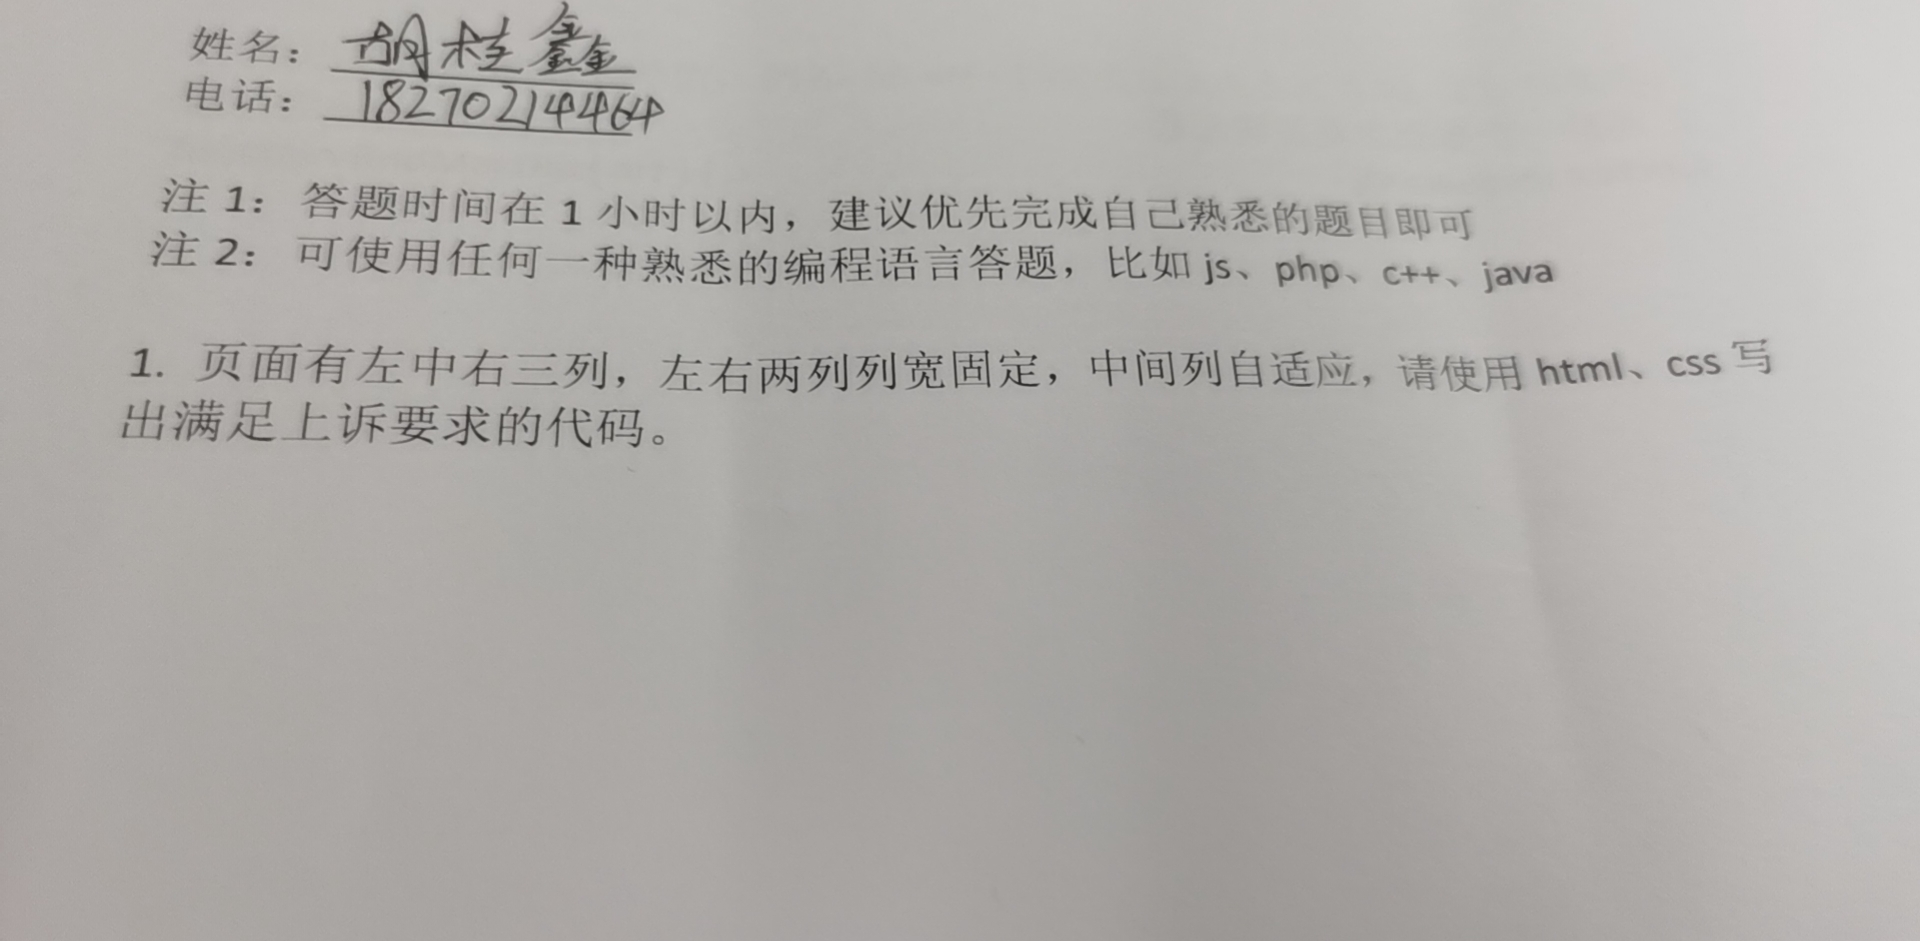 姓名：胡桂鑫
电话：18270214464
注 1：答题时间在 1 小时以内，建议优先完成自己熟悉的题目即可
注 2：可使用任何一种熟悉的编程语言答题，比如 js、php、c++、java
1. 页面有左中右三列，左右两列列宽固定，中间列自适应，请使用 html、css 写
出满足上诉要求的代码。